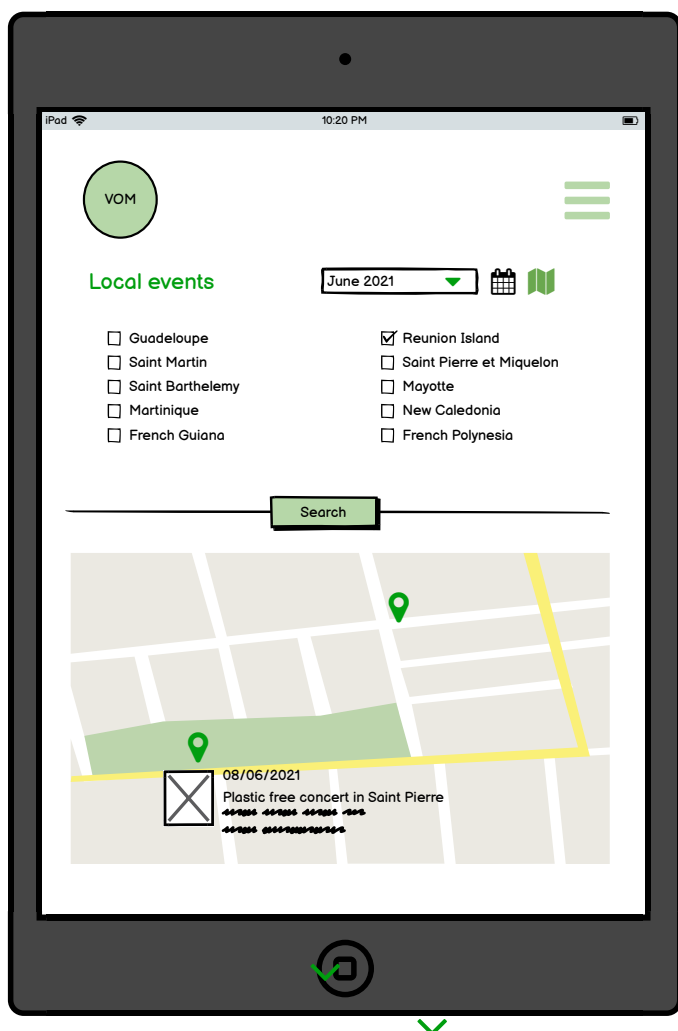 iPad 10:20 PM
VOM
Local events June 2021
Guadeloupe Reunion Island
Saint Martin Saint Pierre et Miquelon
Saint Barthelemy Mayotte
Martinique New Caledonia
French Guiana French Polynesia
Search
08/06/2021
Plastic free concert in Saint Pierre